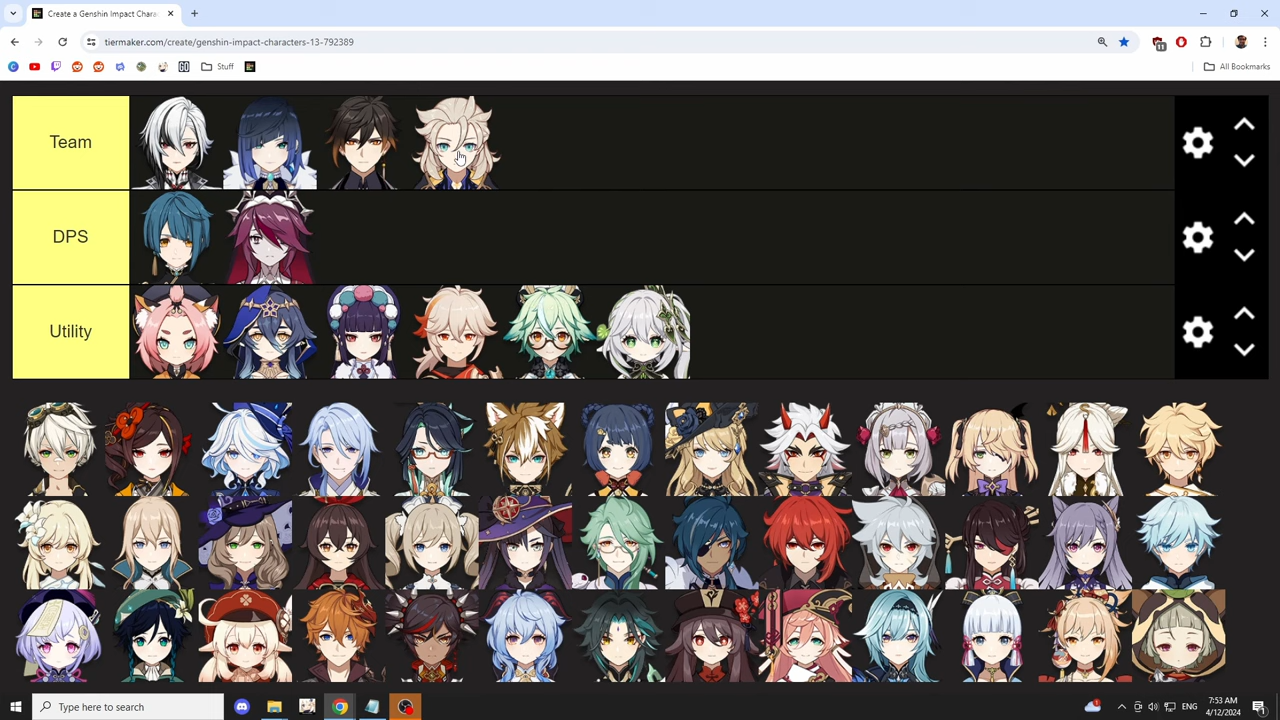 Create a Genshin Impact Chara
tiermaker.com/create/genshin-impact-characters-13-792389
11
Stuff
All Bookmarks
Team
DPS
Utility
Type here to search
ENG
7:53 AM
4/12/2024